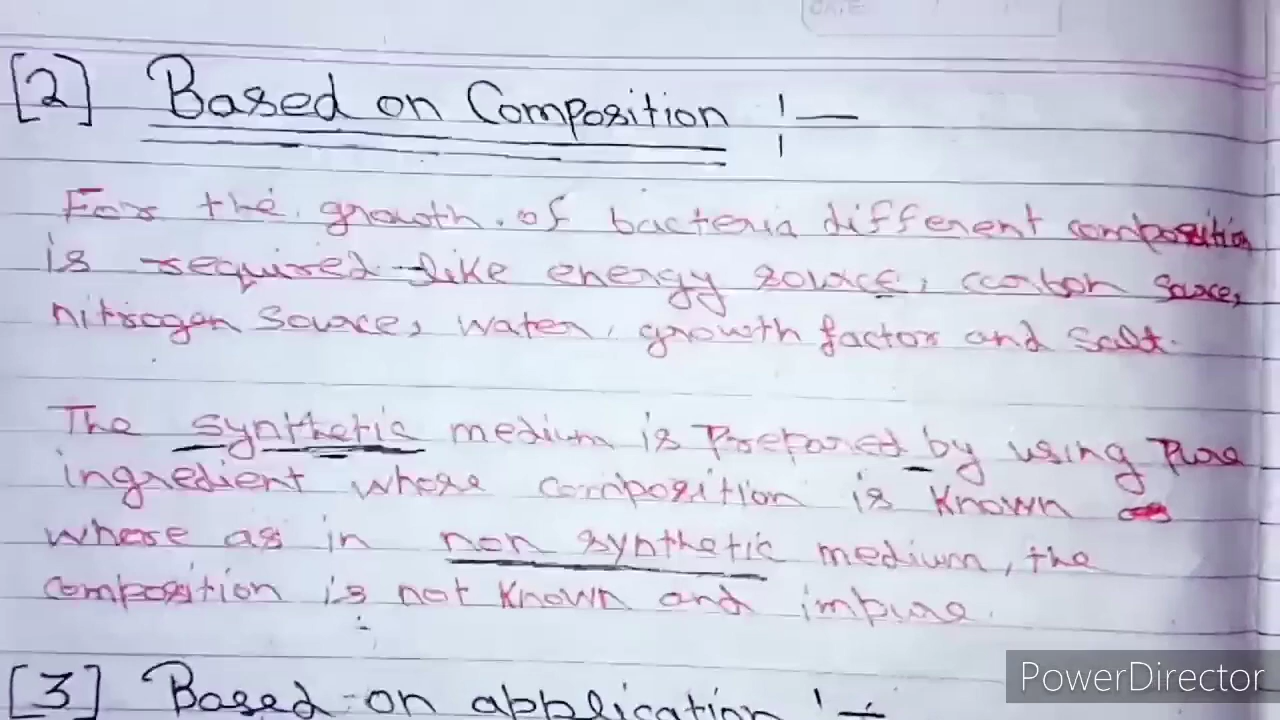 DATE
[2] Based on Composition :-
For the growth of bacteria different composition
is required like energy source, carbon source,
nitrogen source, water, growth factor and salt.
The synthetic medium is prepared by using pure
ingredient whose composition is known
where as in non synthetic medium, the
composition is not known and impure.
[3] Based on application :-
PowerDirector